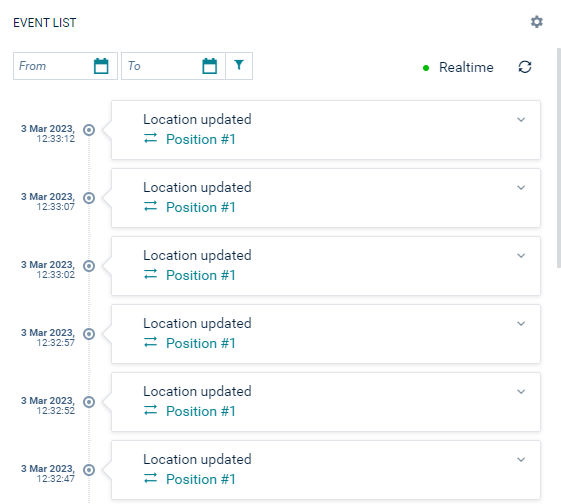 EVENT LIST
From To
Realtime
3 Mar 2023,
12:33:12
Location updated
Position #1
3 Mar 2023,
12:33:07
Location updated
Position #1
3 Mar 2023,
12:33:02
Location updated
Position #1
3 Mar 2023,
12:32:57
Location updated
Position #1
3 Mar 2023,
12:32:52
Location updated
Position #1
3 Mar 2023,
12:32:47
Location updated
Position #1